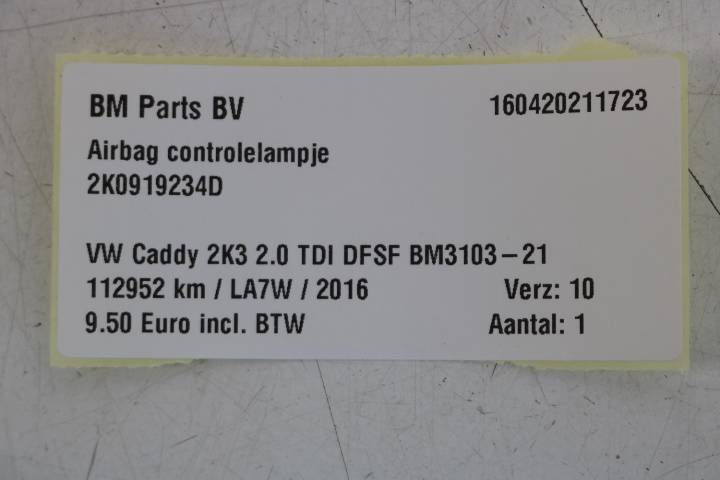 BM Parts BV 160420211723
Airbag controlelampje
2K0919234D
VW Caddy 2K3 2.0 TDI DFSF BM3103-21
112952 km / LA7W / 2016 Verz: 10
9.50 Euro incl. BTW Aantal: 1